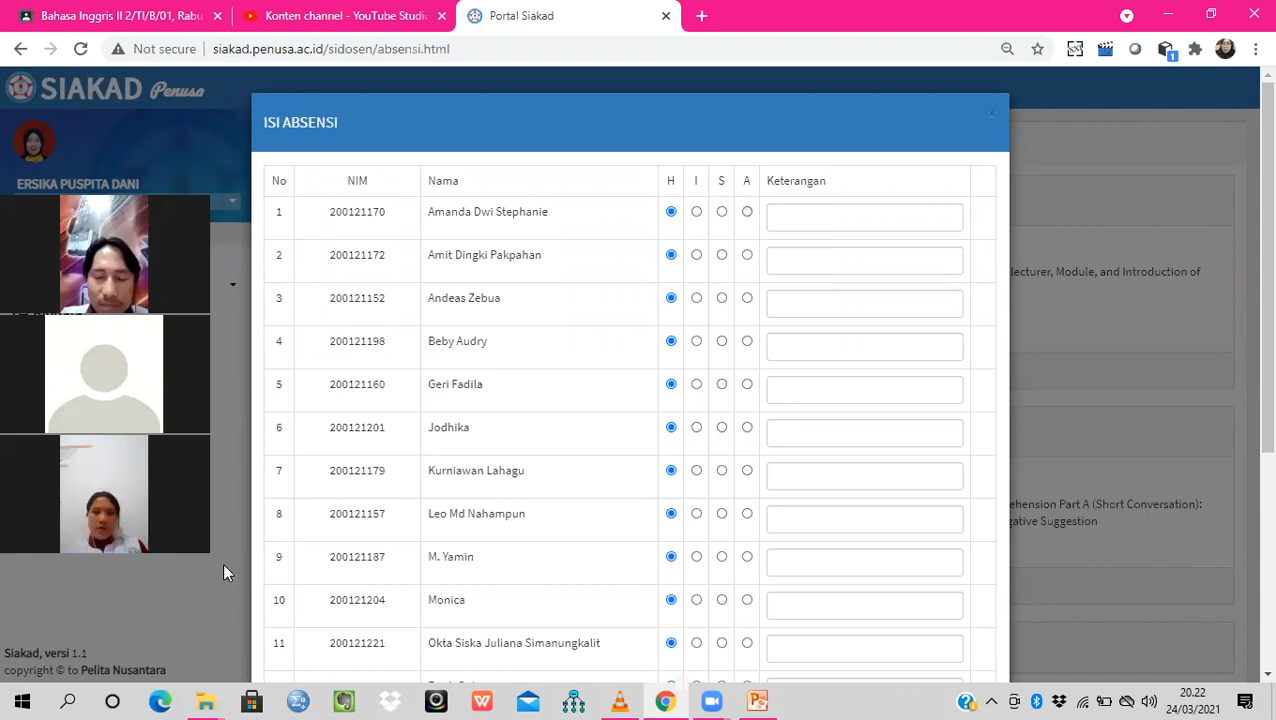 Bahasa Inggris II 2/TI/B/01, Rabu
Konten channel - YouTube Studio
Portal Siakad
Not secure siakad.penusa.ac.id/sidosen/absensi.html
SIAKAD Penusa
ERSIKA PUSPITA DANI
ISI ABSENSI
No NIM Nama H I S A Keterangan
1 200121170 Amanda Dwi Stephanie
2 200121172 Amit Dingki Pakpahan
3 200121152 Andeas Zebua
4 200121198 Beby Audry
5 200121160 Geri Fadila
6 200121201 Jodhika
7 200121179 Kurniawan Lahagu
8 200121157 Leo Md Nahampun
9 200121187 M. Yamin
10 200121204 Monica
11 200121221 Okta Siska Juliana Simanungkalit
lecturer, Module, and Introduction of
hension Part A (Short Conversation):
gative Suggestion
Siakad, versi 1.1
copyright © to Pelita Nusantara
1
20.22
24/03/2021